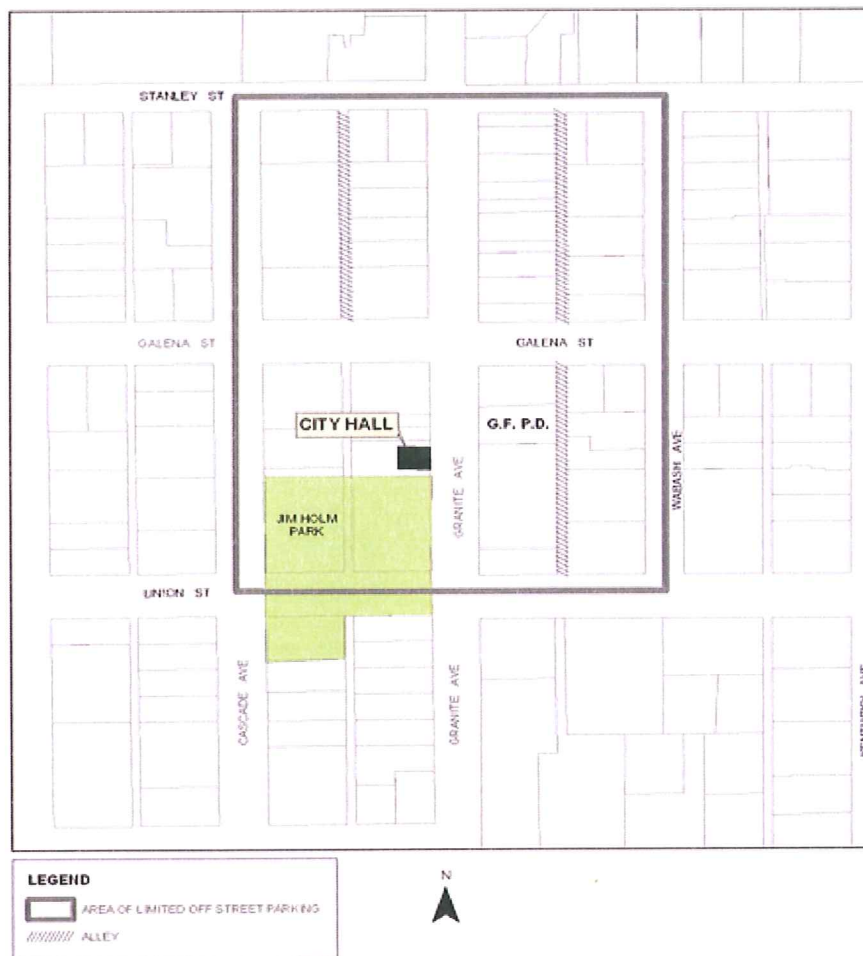 STANLEY ST
GALENA ST
GALENA ST
CITY HALL
G.F. P.D.
JIM HOLM
PARK
GRANITE AVE
WABASH AVE
UNION ST
CASCADE AVE
GRANITE AVE
LEGEND
AREA OF LIMITED OFF STREET PARKING
ALLEY
N